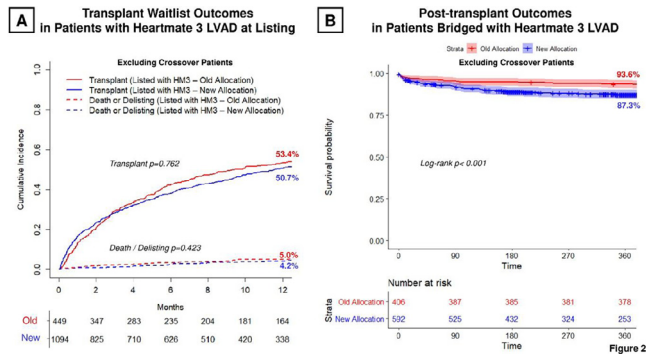 A
Transplant Waitlist Outcomes
in Patients with Heartmate 3 LVAD at Listing
Excluding Crossover Patients
Transplant (Listed with HM3 – Old Allocation)
Transplant (Listed with HM3 – New Allocation)
Death or Delisting (Listed with HM3 – Old Allocation)
Death or Delisting (Listed with HM3 – New Allocation)
Cumulative Incidence
1.0
0.8
0.6
0.4
0.2
0.0
Transplant p=0.762
53.4%
50.7%
Death / Delisting p=0.423
5.0%
4.2%
0 2 4 6 8 10 12
Months
Old 449 347 283 235 204 181 164
New 1094 825 710 626 510 420 338
B
Post-transplant Outcomes
in Patients Bridged with Heartmate 3 LVAD
Strata Old Allocation New Allocation
Excluding Crossover Patients
Survival probability
1.00
0.75
0.50
0.25
0.00
93.6%
87.3%
Log-rank p< 0.001
0 90 180 270 360
Time
Number at risk
Strata
Old Allocation 406 387 385 381 378
New Allocation 592 525 432 324 253
0 90 180 270 360
Time
Figure 2